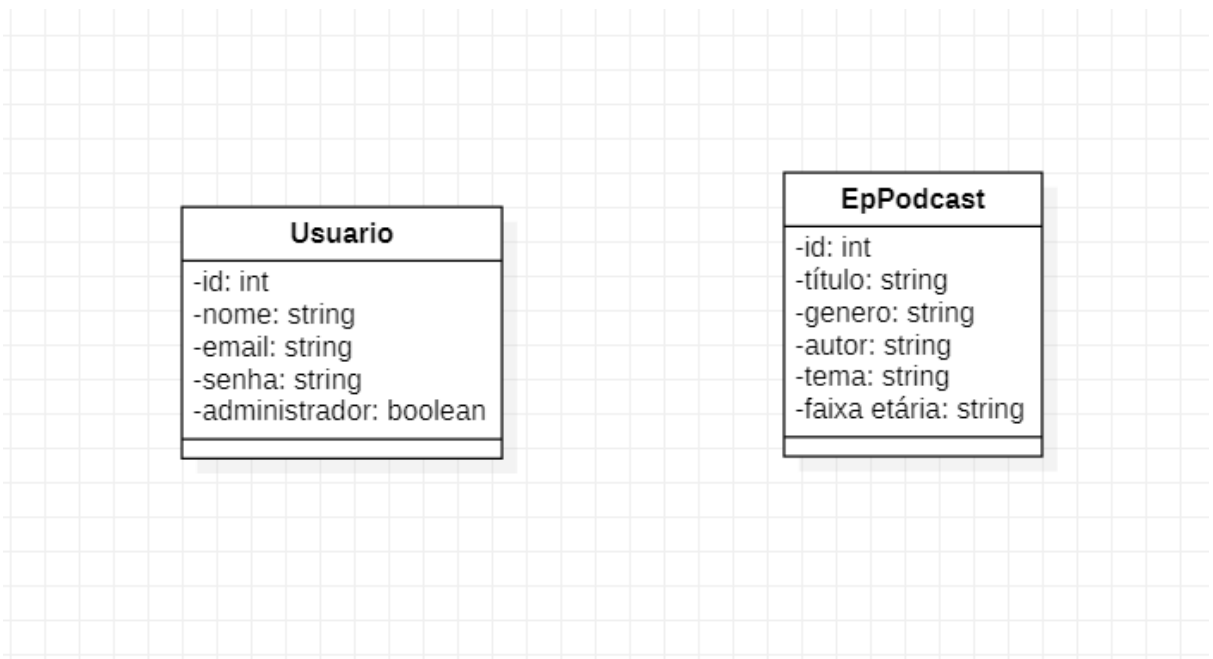 Usuario
-id: int
-nome: string
-email: string
-senha: string
-administrador: boolean
EpPodcast
-id: int
-título: string
-genero: string
-autor: string
-tema: string
-faixa etária: string